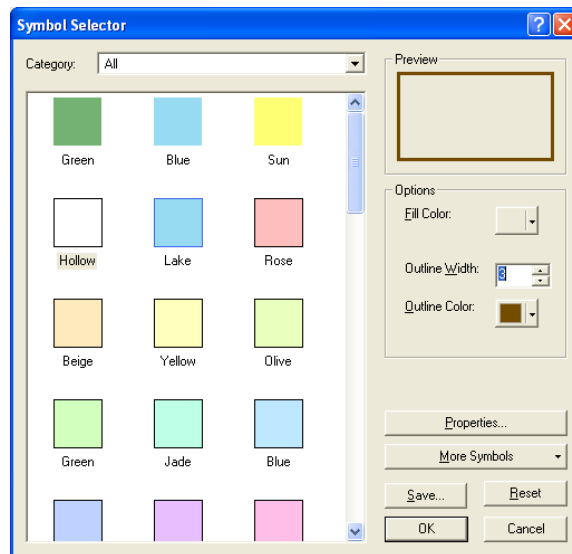 Symbol Selector
Category: All
Green Blue Sun
Hollow Lake Rose
Beige Yellow Olive
Green Jade Blue
Preview
Options
Fill Color:
Outline Width: 3
Outline Color:
Properties...
More Symbols
Save... Reset
OK Cancel